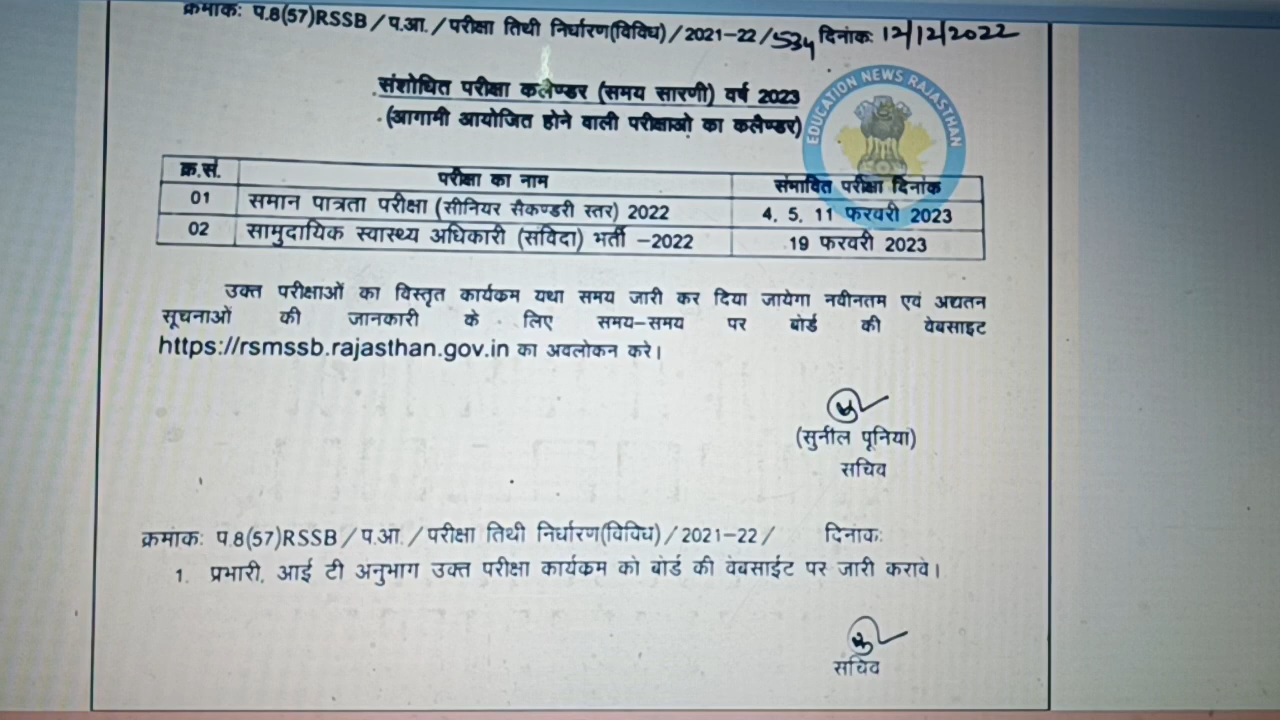 क्रमांकः प.8(57)RSSB/प.आ./परीक्षा तिथी निर्धारण(विविध)/2021-22/534 दिनांकः 12/12/2022
संशोधित परीक्षा कलैण्डर (समय सारणी) वर्ष 2023
(आगामी आयोजित होने वाली परीक्षाओ का कलैण्डर)
EDUCATION NEWS RAJASTHAN
क्र.सं. परीक्षा का नाम संभावित परीक्षा दिनांक
01 समान पात्रता परीक्षा (सीनियर सैकण्डरी स्तर) 2022 4, 5, 11 फरवरी 2023
02 सामुदायिक स्वास्थ्य अधिकारी (संविदा) भर्ती -2022 19 फरवरी 2023
उक्त परीक्षाओं का विस्तृत कार्यकम यथा समय जारी कर दिया जायेगा नवीनतम एवं अद्यतन
सूचनाओं की जानकारी के लिए समय-समय पर बोर्ड की वेबसाइट
https://rsmssb.rajasthan.gov.in का अवलोकन करे।
(सुनील पूनिया)
सचिव
क्रमांकः प.8(57)RSSB/प.आ./परीक्षा तिथी निर्धारण(विविध)/2021-22/ दिनांकः
1. प्रभारी, आई टी अनुभाग उक्त परीक्षा कार्यकम को बोर्ड की वेबसाईट पर जारी करावे।
सचिव